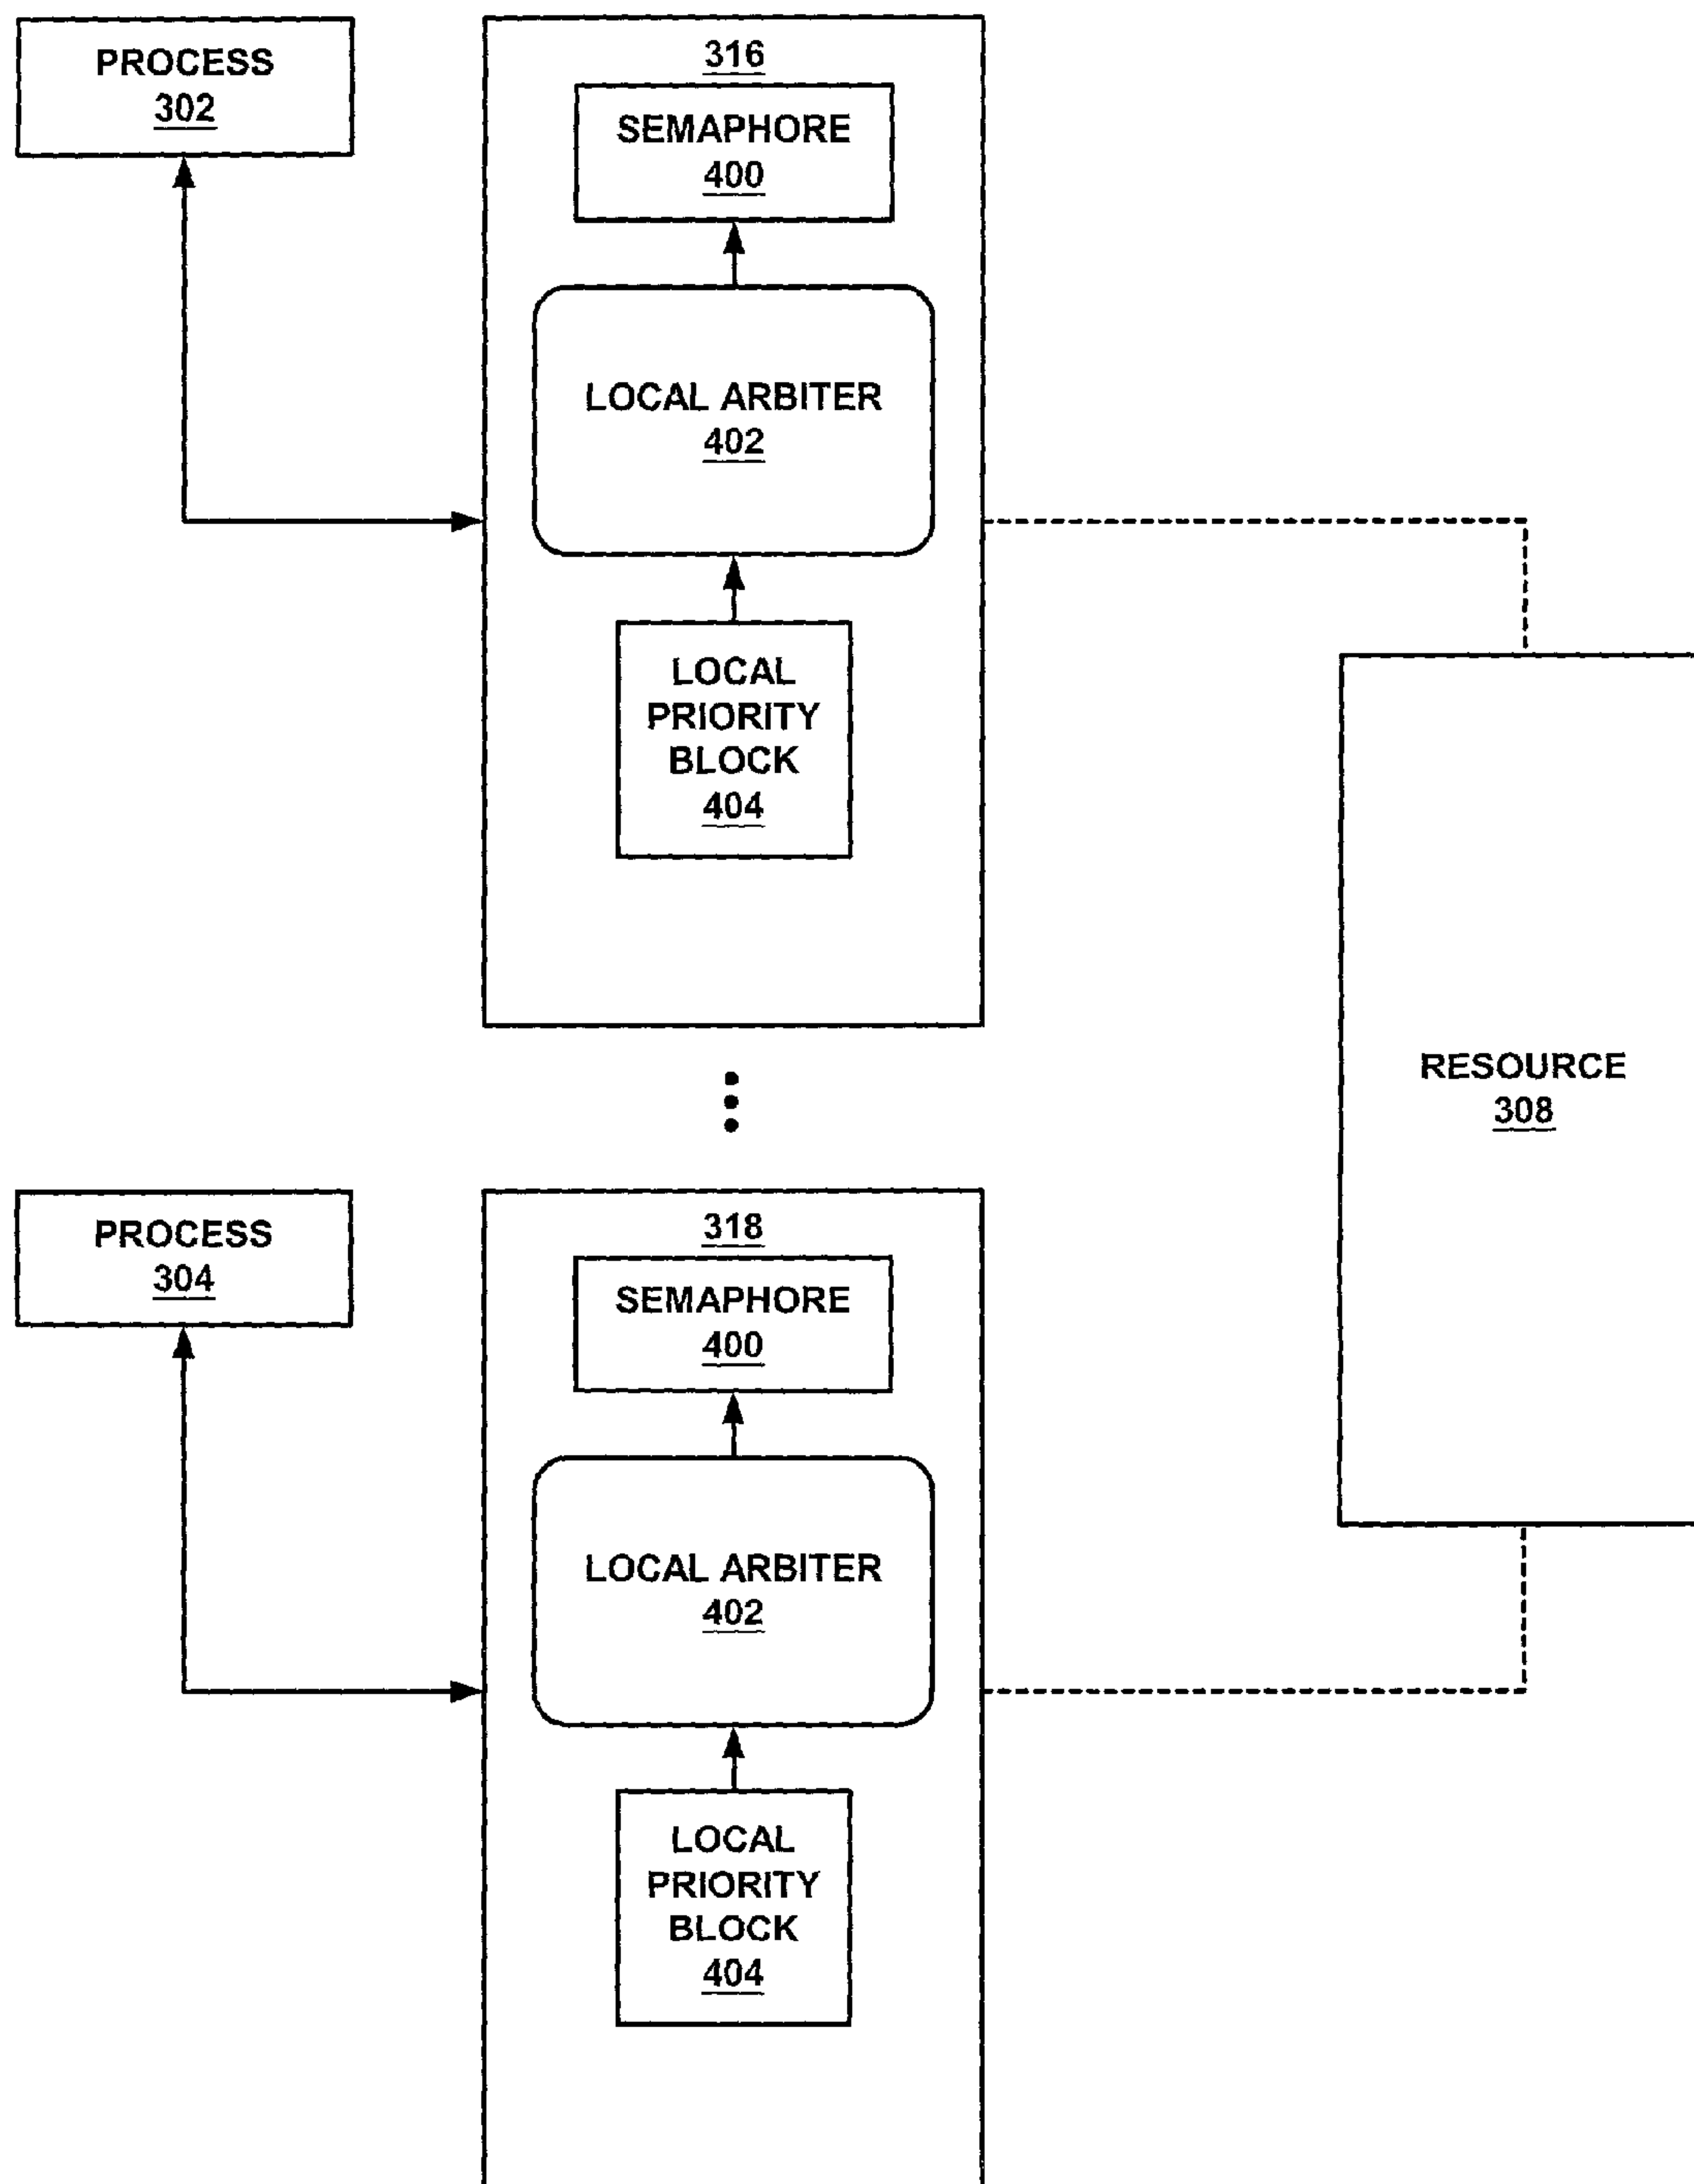 PROCESS
302
316
SEMAPHORE
400
LOCAL ARBITER
402
LOCAL
PRIORITY
BLOCK
404
RESOURCE
308
PROCESS
304
318
SEMAPHORE
400
LOCAL ARBITER
402
LOCAL
PRIORITY
BLOCK
404